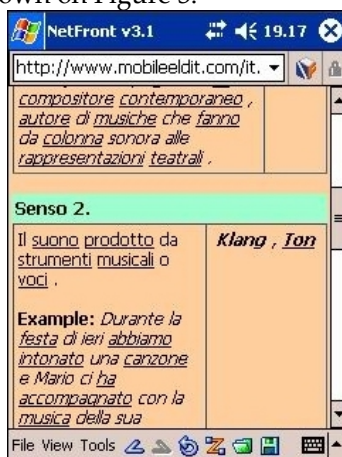 own on Figure 3.
NetFront v3.1 19.17
http://www.mobileeldit.com/it.
compositore contemporaneo ,
autore di musiche che fanno
da colonna sonora alle
rappresentazioni teatrali .
Senso 2.
Il suono prodotto da Klang , Ton
strumenti musicali o
voci .
Example: Durante la
festa di ieri abbiamo
intonato una canzone
e Mario ci ha
accompagnato con la
musica della sua
File View Tools